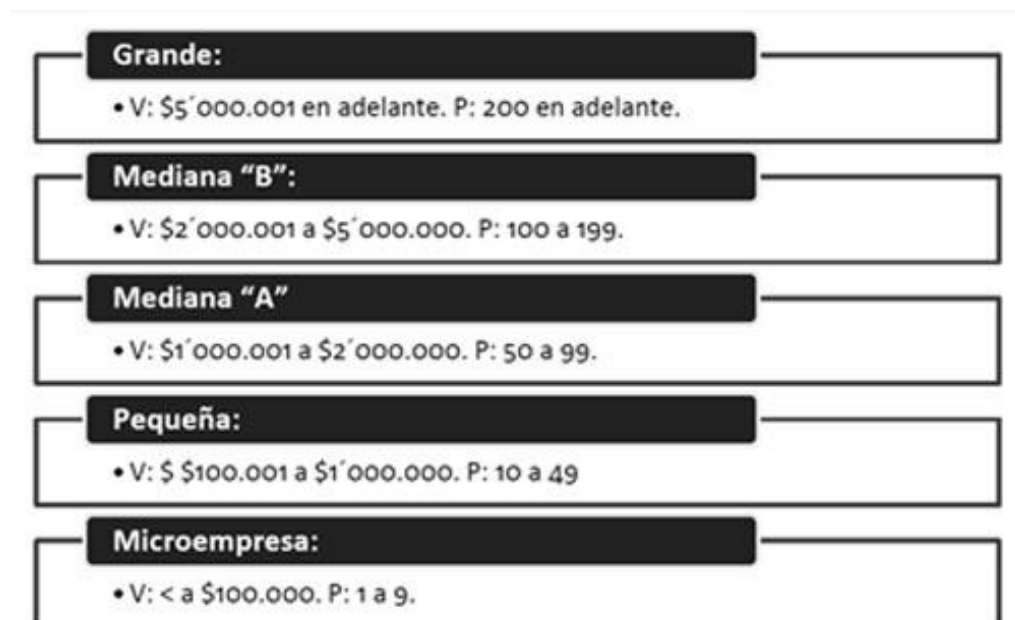 Grande:
• V: $5´000.001 en adelante. P: 200 en adelante.
Mediana “B”:
• V: $2´000.001 a $5´000.000. P: 100 a 199.
Mediana “A”
• V: $1´000.001 a $2´000.000. P: 50 a 99.
Pequeña:
• V: $ $100.001 a $1´000.000. P: 10 a 49
Microempresa:
• V: < a $100.000. P: 1 a 9.